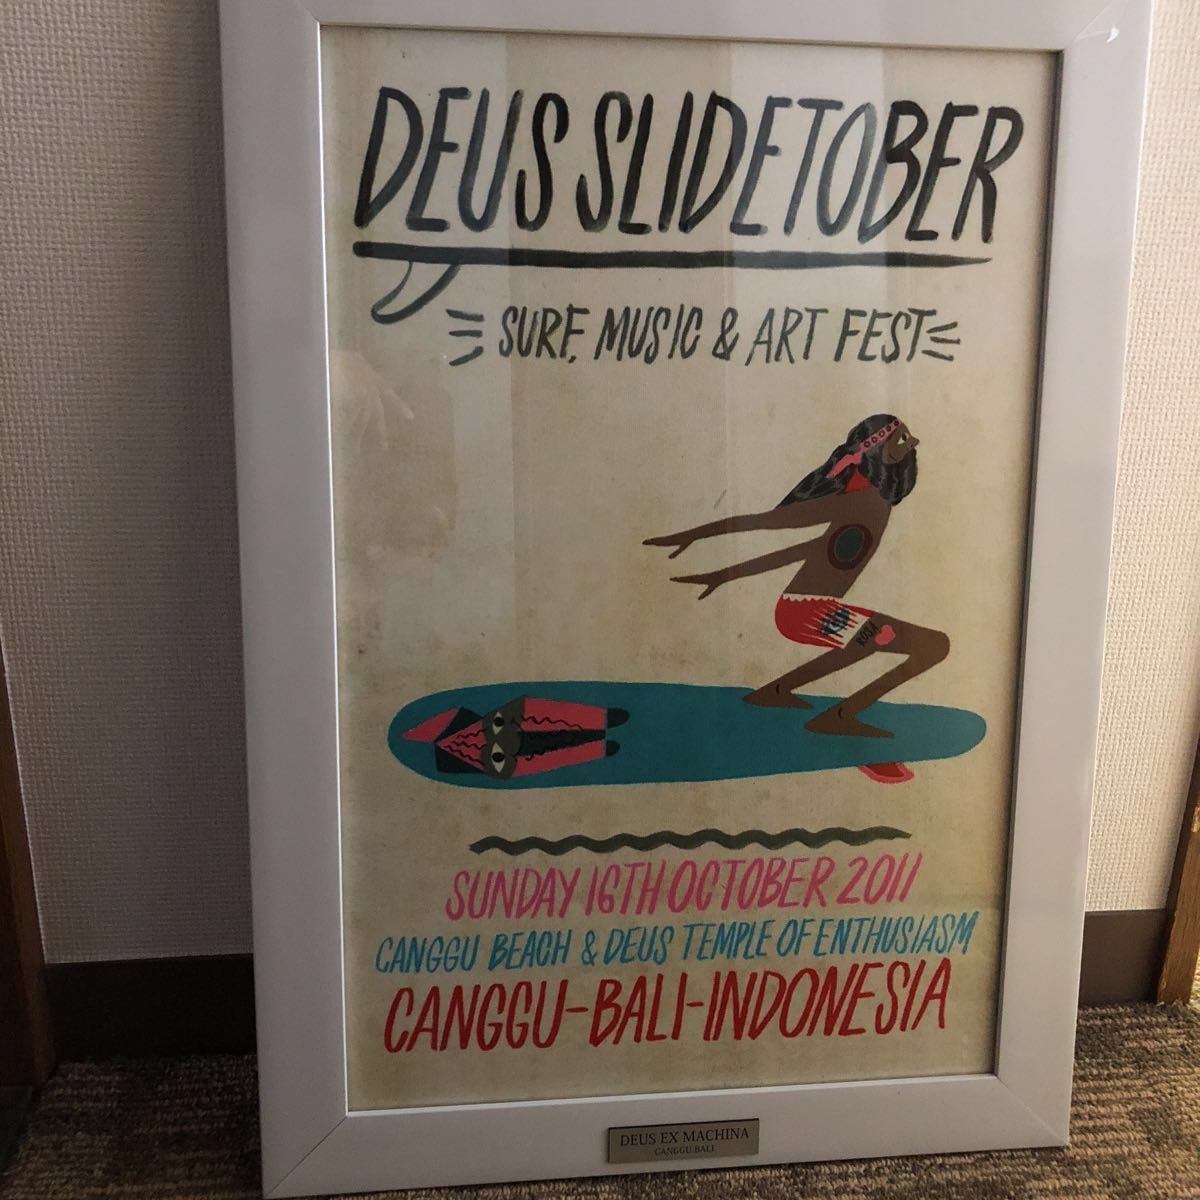 DEUS SLIDETOBER
SURF, MUSIC & ART FEST
ROSA
SUNDAY 16TH OCTOBER 2011
CANGGU BEACH & DEUS TEMPLE OF ENTHUSIASM
CANGGU-BALI-INDONESIA
DEUS EX MACHINA
CANGGU.BALI